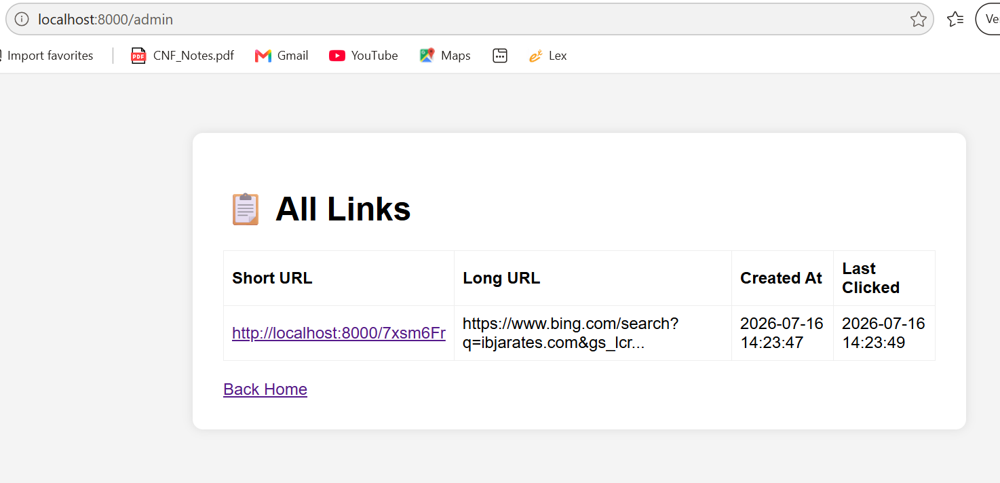 localhost:8000/admin
Import favorites
PDF
CNF_Notes.pdf
Gmail
YouTube
Maps
Lex
All Links
Short URL
Long URL
Created At
Last
Clicked
http://localhost:8000/7xsm6Fr
https://www.bing.com/search?
q=ibjarates.com&gs_lcr...
2026-07-16
14:23:47
2026-07-16
14:23:49
Back Home